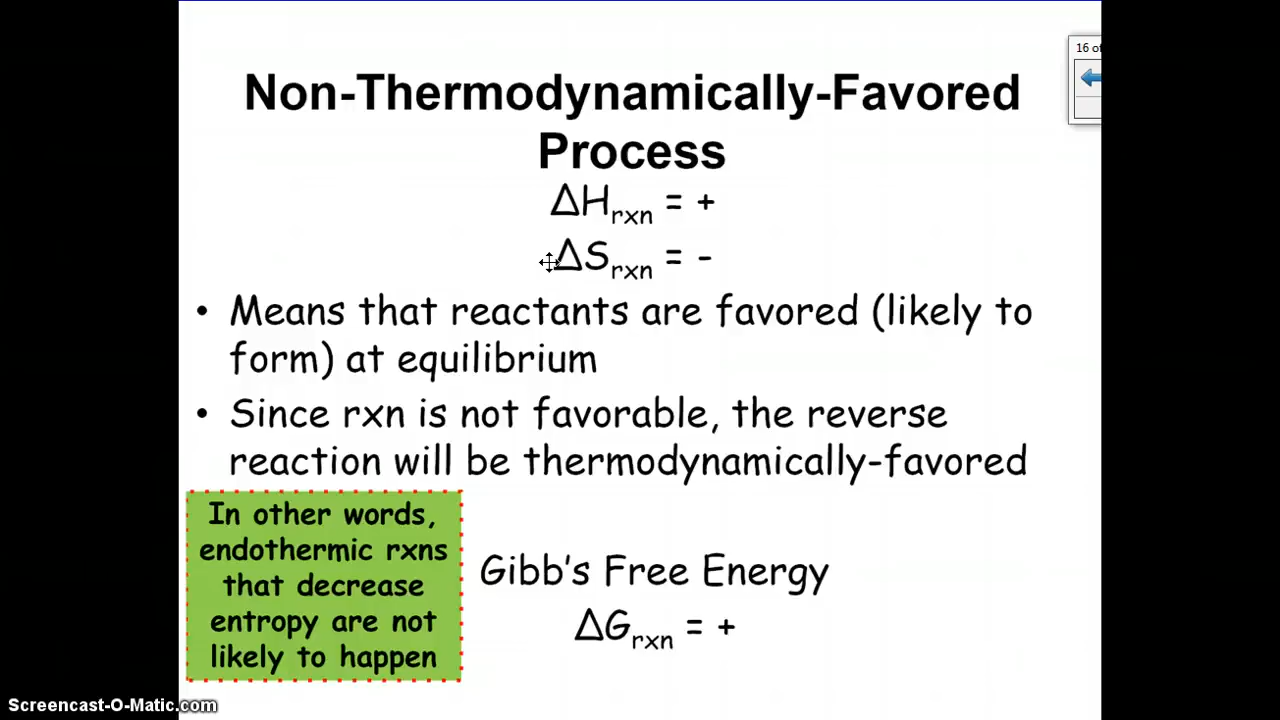 16 of
Non-Thermodynamically-Favored
Process
ΔHrxn = +
ΔSrxn = -
• Means that reactants are favored (likely to
form) at equilibrium
• Since rxn is not favorable, the reverse
reaction will be thermodynamically-favored
In other words,
endothermic rxns
that decrease
entropy are not
likely to happen
Gibb's Free Energy
ΔGrxn = +
Screencast-O-Matic.com